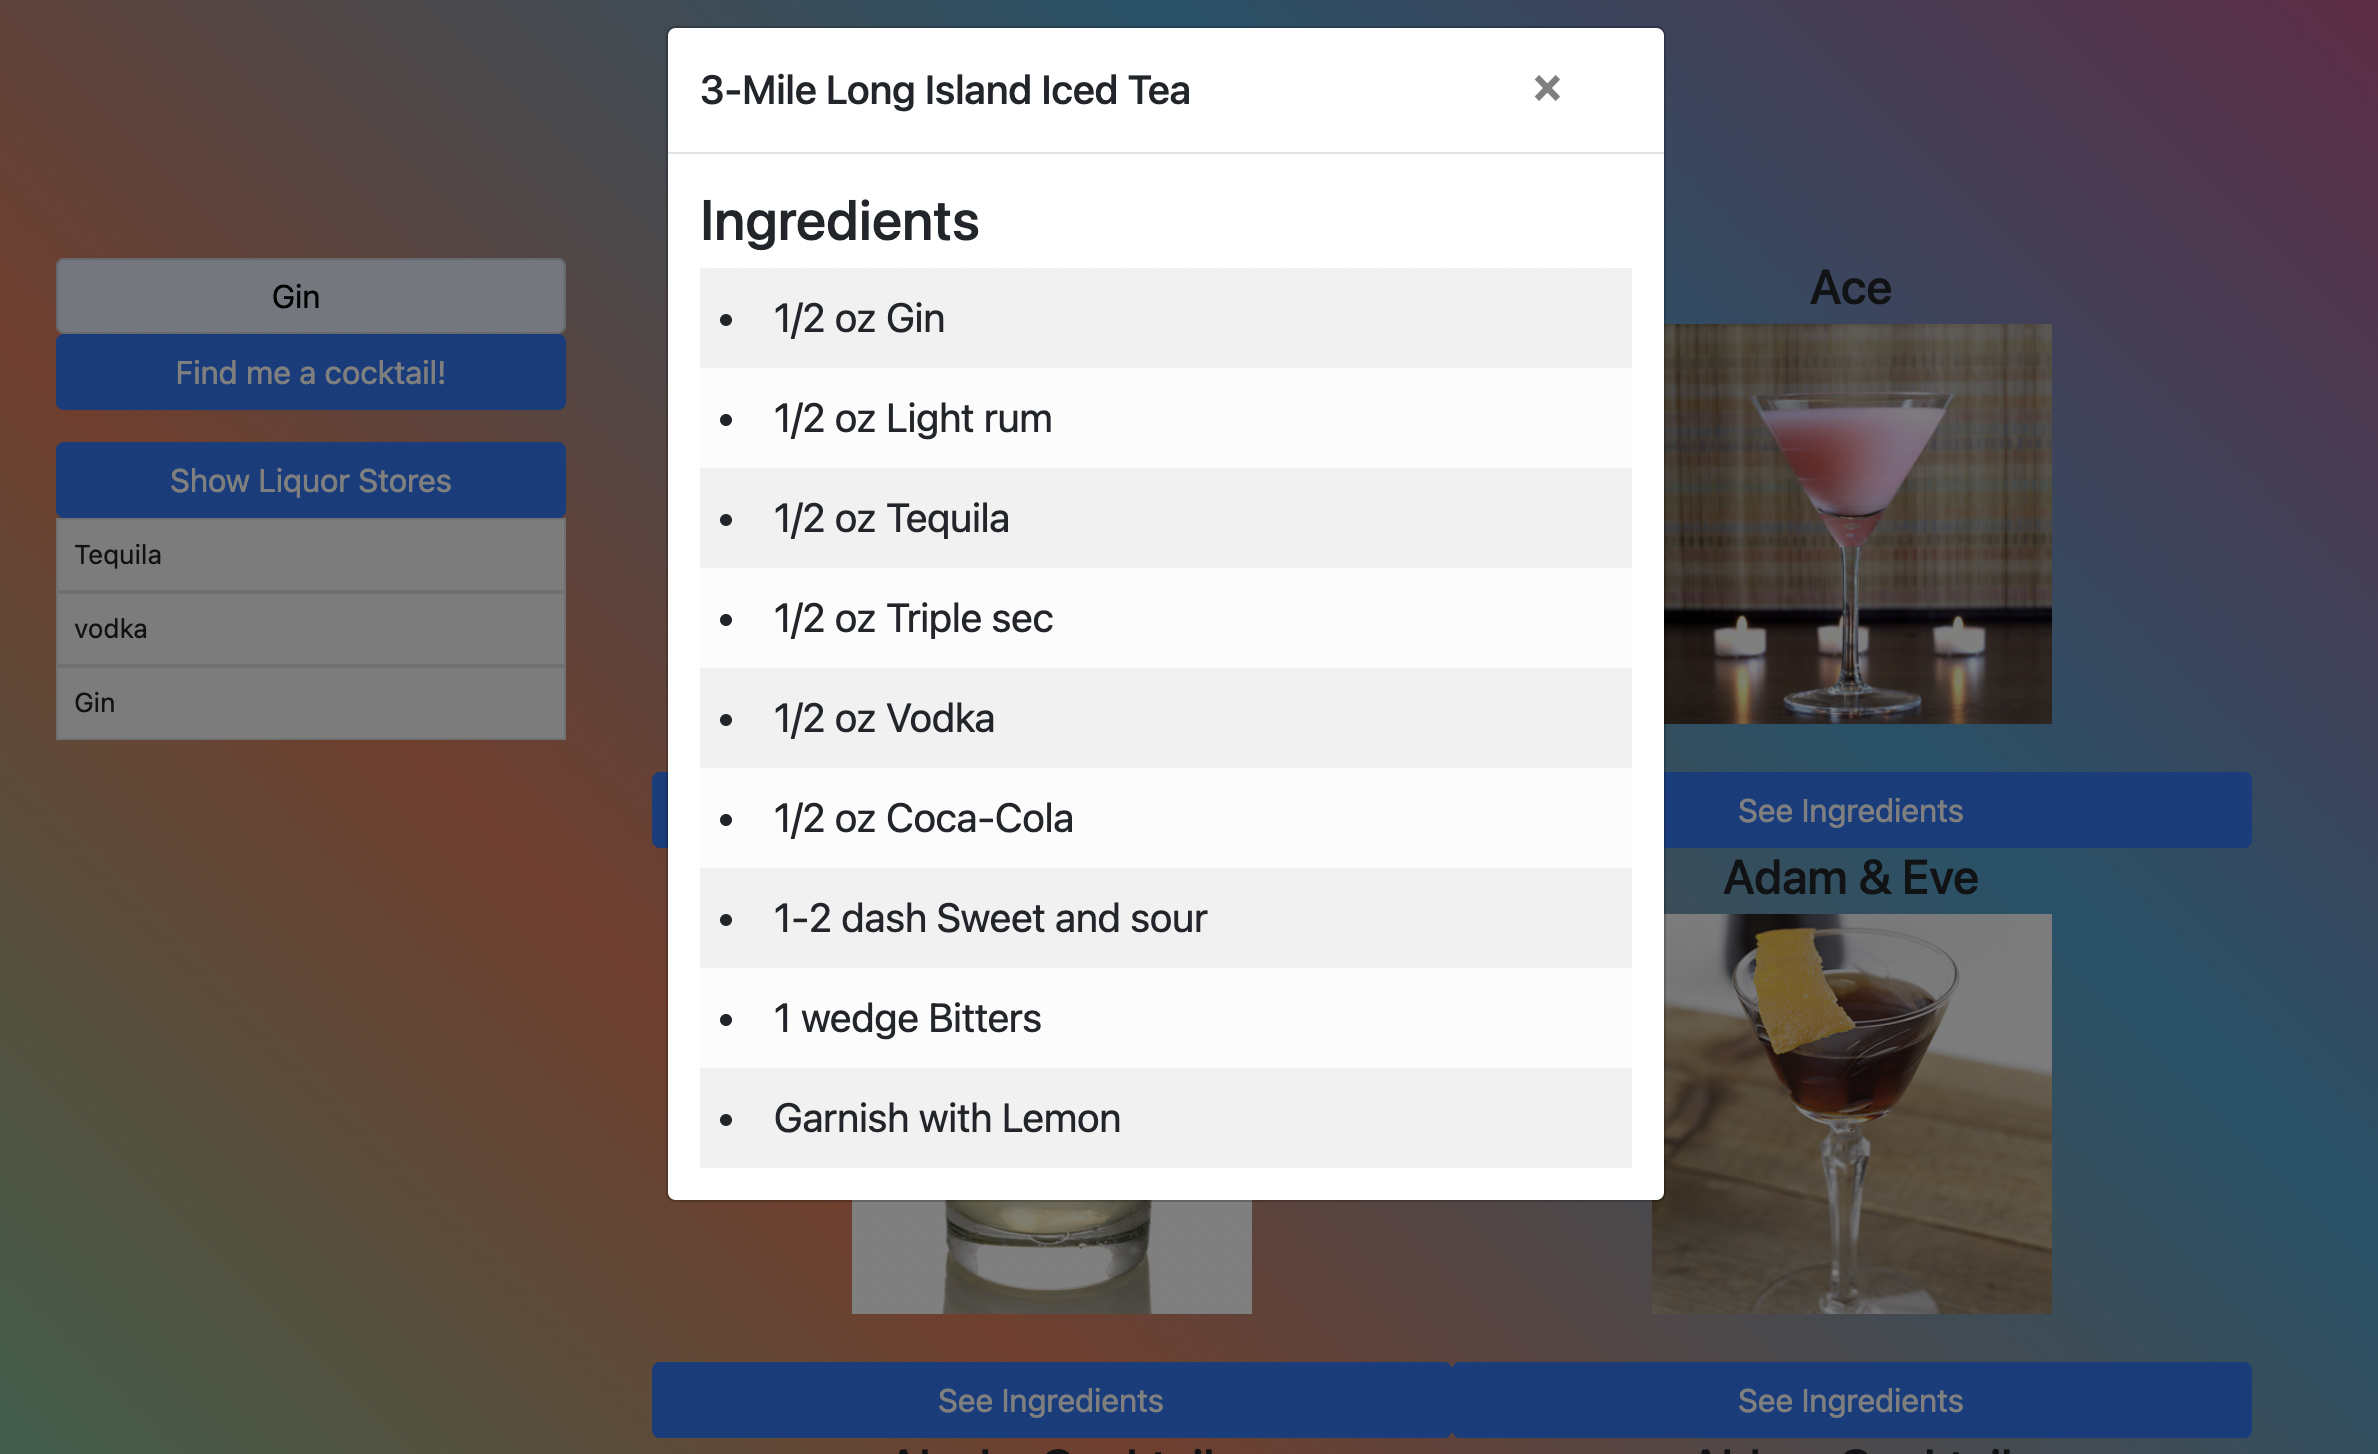 3-Mile Long Island Iced Tea
×
Ingredients
• 1/2 oz Gin
• 1/2 oz Light rum
• 1/2 oz Tequila
• 1/2 oz Triple sec
• 1/2 oz Vodka
• 1/2 oz Coca-Cola
• 1-2 dash Sweet and sour
• 1 wedge Bitters
• Garnish with Lemon
Gin
Find me a cocktail!
Show Liquor Stores
Tequila
vodka
Gin
Ace
See Ingredients
Adam & Eve
See Ingredients
See Ingredients